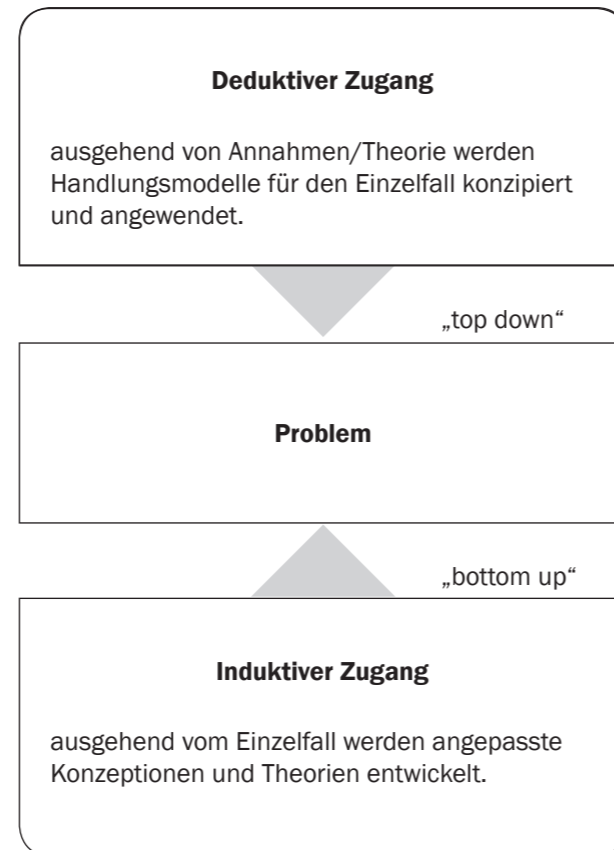 Deduktiver Zugang
ausgehend von Annahmen/Theorie werden
Handlungsmodelle für den Einzelfall konzipiert
und angewendet.
„top down“
Problem
„bottom up“
Induktiver Zugang
ausgehend vom Einzelfall werden angepasste
Konzeptionen und Theorien entwickelt.